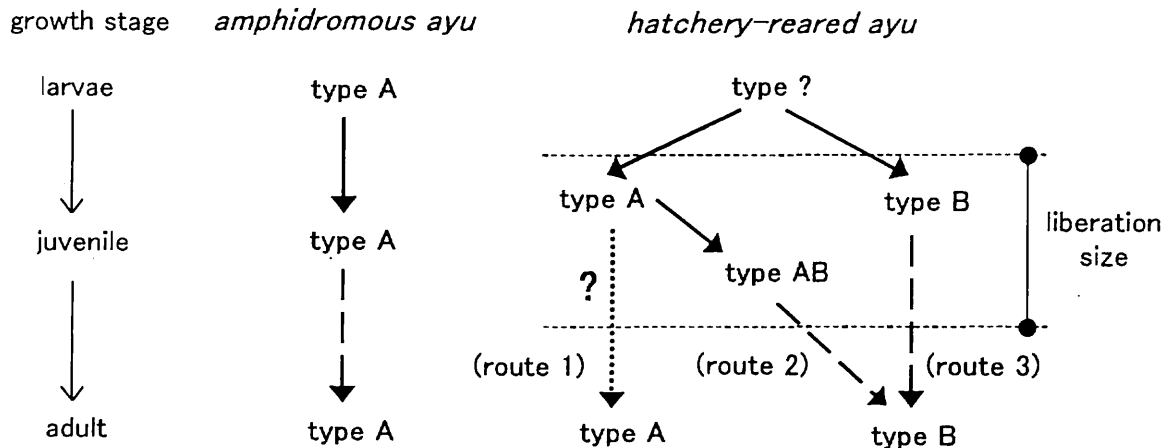 growth stage amphidromous ayu hatchery-reared ayu
larvae type A type ?
type A type B
liberation
size
juvenile type A
type AB
?
(route 1) (route 2) (route 3)
adult type A type A type B